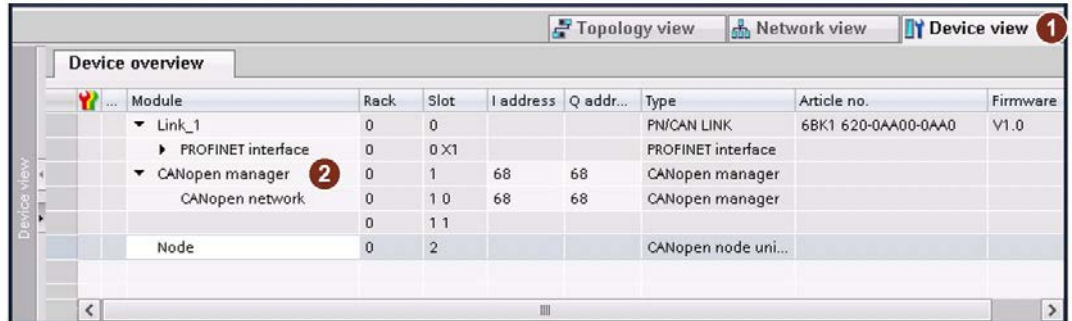 Topology view Network view Device view 1
Device overview
... Module Rack Slot I address Q addr... Type Article no. Firmware
Link_1 0 0 PN/CAN LINK 6BK1 620-0AA00-0AA0 V1.0
PROFINET interface 0 0 X1 PROFINET interface
CANopen manager 2 0 1 68 68 CANopen manager
CANopen network 0 1 0 68 68 CANopen manager
0 1 1
Node 0 2 CANopen node uni...
Device view